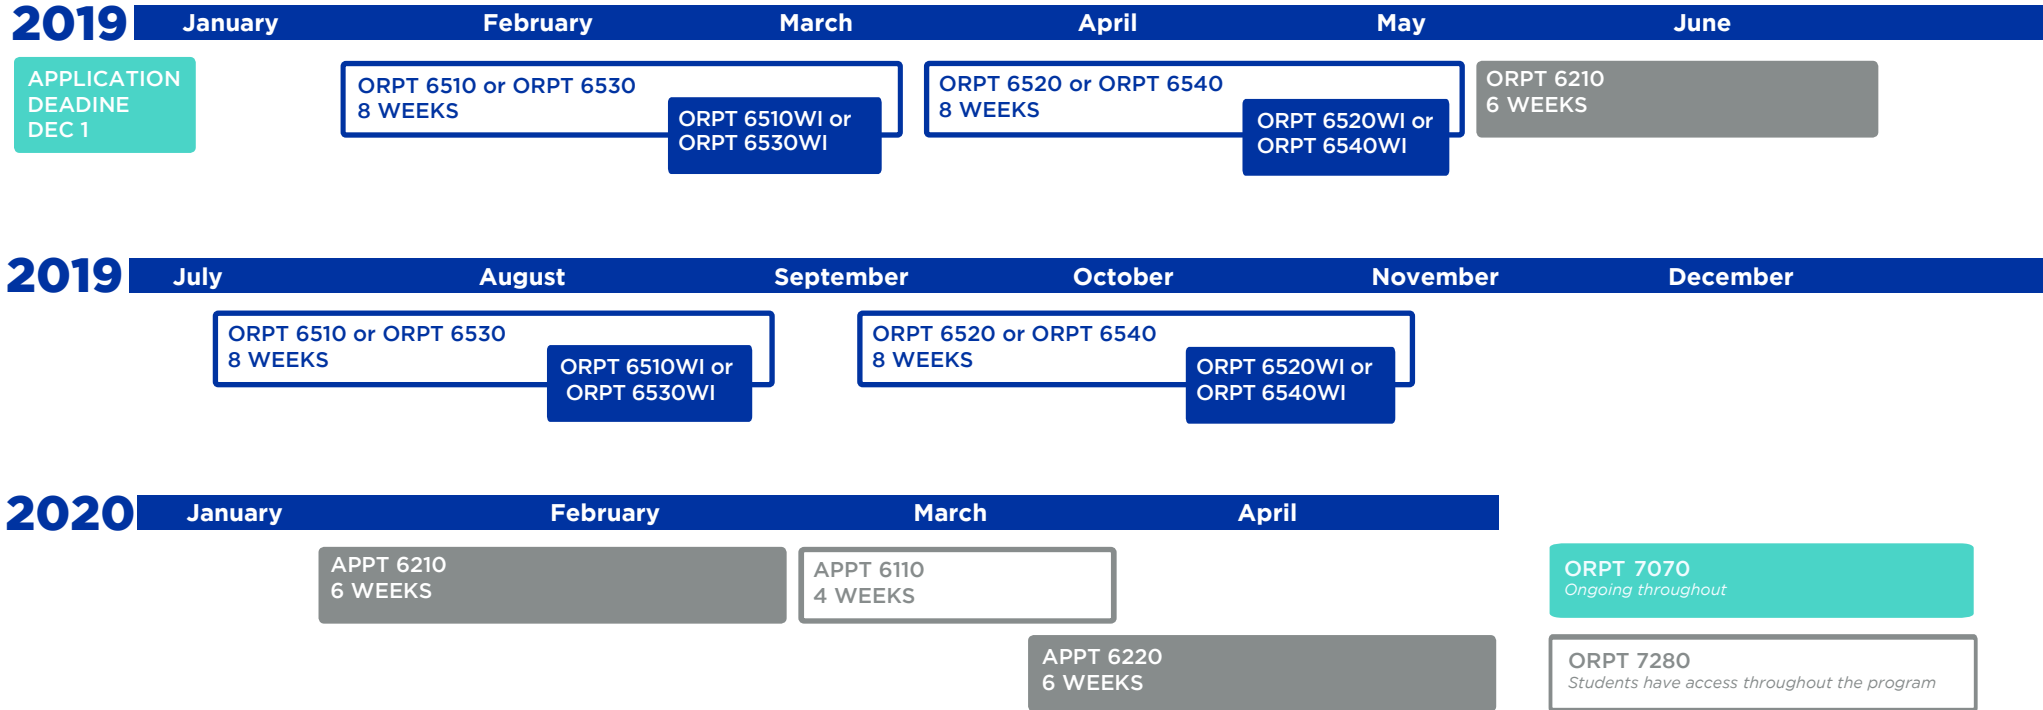 2019 January February March April May June
APPLICATION
DEADINE
DEC 1
ORPT 6510 or ORPT 6530
8 WEEKS
ORPT 6510WI or
ORPT 6530WI
ORPT 6520 or ORPT 6540
8 WEEKS
ORPT 6520WI or
ORPT 6540WI
ORPT 6210
6 WEEKS
2019 July August September October November December
ORPT 6510 or ORPT 6530
8 WEEKS
ORPT 6510WI or
ORPT 6530WI
ORPT 6520 or ORPT 6540
8 WEEKS
ORPT 6520WI or
ORPT 6540WI
2020 January February March April
APPT 6210
6 WEEKS
APPT 6110
4 WEEKS
APPT 6220
6 WEEKS
ORPT 7070
Ongoing throughout
ORPT 7280
Students have access throughout the program